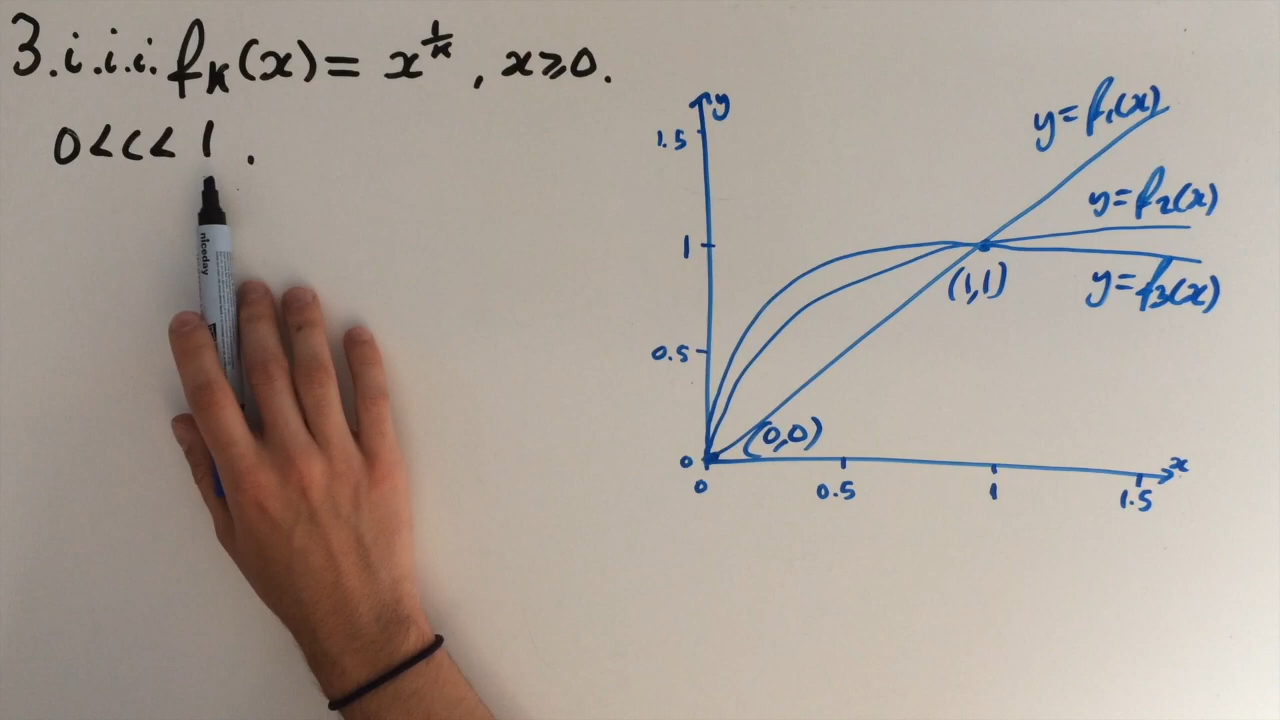 3.i.i.i. fₖ(x) = x^(1/k), x⩾0.
0<c<1.
y
1.5
1
0.5
0
0
0.5
1
1.5
x
y=f₁(x)
y=f₂(x)
y=f₃(x)
(1,1)
(0,0)
niceday